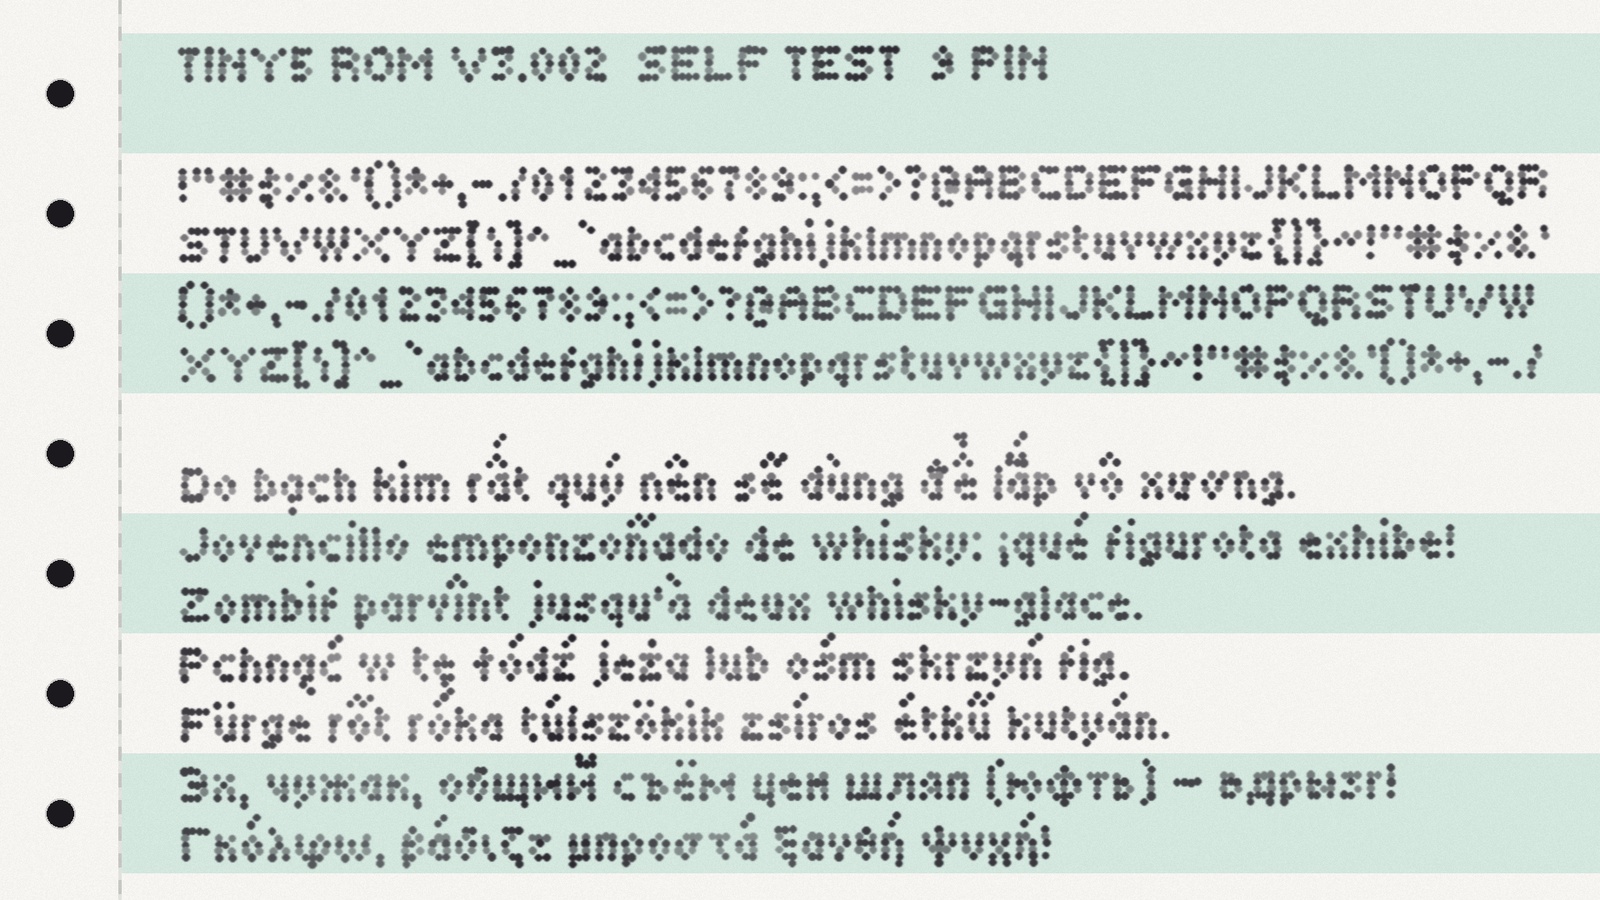 TINYE ROM V3.002 SELF TEST 9 PIN
!"#$%&'()*+,-./0123456789:;<=>?@ABCDEFGHIJKLMNOPQR
STUVWXYZ[\]^_`abcdefghijklmnopqrstuvwxyz{|}~!"#$%&'
()*+,-./0123456789:;<=>?@ABCDEFGHIJKLMNOPQRSTUVW
XYZ[\]^_`abcdefghijklmnopqrstuvwxyz{|}~!"#$%&'()*+,-./
Do bạch kim rất quý nên sẽ dùng để lắp vô xương.
Jovencillo emponzoñado de whisky, ¡qué figurota exhibe!
Zombie parvînt jusqu'à deux whisky-glace.
Pchnąć w tę łódź jeża lub ośm skrzyń fig.
Fürge rőt róka túlszökik zsíros étkű kutyán.
Эх, чужак, общий съём цен шляп (юфть) – вдрызг!
Γκόλφω, βάδιζε μπροστά ξανθή ψυχή!